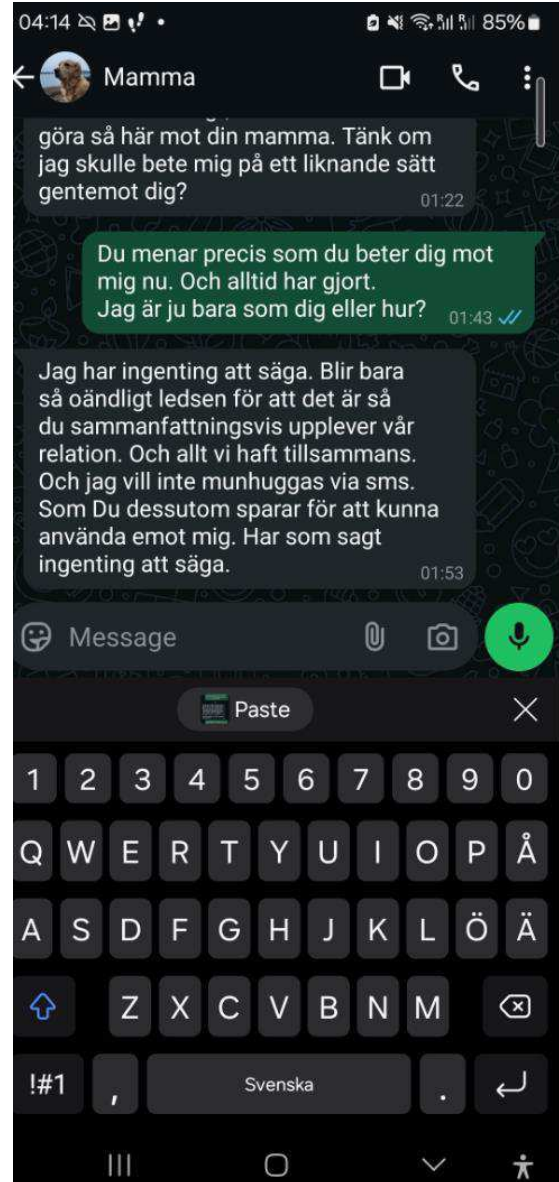 04:14
85%
Mamma
göra så här mot din mamma. Tänk om
jag skulle bete mig på ett liknande sätt
gentemot dig?
01:22
Du menar precis som du beter dig mot
mig nu. Och alltid har gjort.
Jag är ju bara som dig eller hur?
01:43
Jag har ingenting att säga. Blir bara
så oändligt ledsen för att det är så
du sammanfattningsvis upplever vår
relation. Och allt vi haft tillsammans.
Och jag vill inte munhuggas via sms.
Som Du dessutom sparar för att kunna
använda emot mig. Har som sagt
ingenting att säga.
01:53
Message
Paste
1 2 3 4 5 6 7 8 9 0
Q W E R T Y U I O P Å
A S D F G H J K L Ö Ä
Z X C V B N M
!#1 , Svenska .